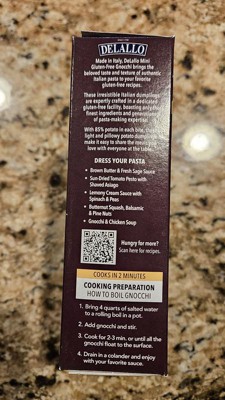 DELALLO
Made in Italy, DeLallo Mini
Gluten-Free Gnocchi brings the
beloved taste and texture of authentic
Italian pasta to your favorite
gluten-free recipes.
These irresistible Italian dumplings
are expertly crafted in a dedicated
gluten-free facility, boasting only
finest ingredients and generations
of pasta-making expertise.
With 85% potato in each bite, these
light and pillowy potato dumplings
make it easy to share the meals you
love with everyone at the table.
DRESS YOUR PASTA
• Brown Butter & Fresh Sage Sauce
• Sun-Dried Tomato Pesto with
Shaved Asiago
• Lemony Cream Sauce with
Spinach & Peas
• Butternut Squash, Balsamic
& Pine Nuts
• Gnocchi & Chicken Soup
Hungry for more?
Scan here for recipes.
COOKS IN 2 MINUTES
COOKING PREPARATION
HOW TO BOIL GNOCCHI
1. Bring 4 quarts of salted water
to a rolling boil in a pot.
2. Add gnocchi and stir.
3. Cook for 2-3 min. or until all the
gnocchi float to the surface.
4. Drain in a colander and enjoy
with your favorite sauce.